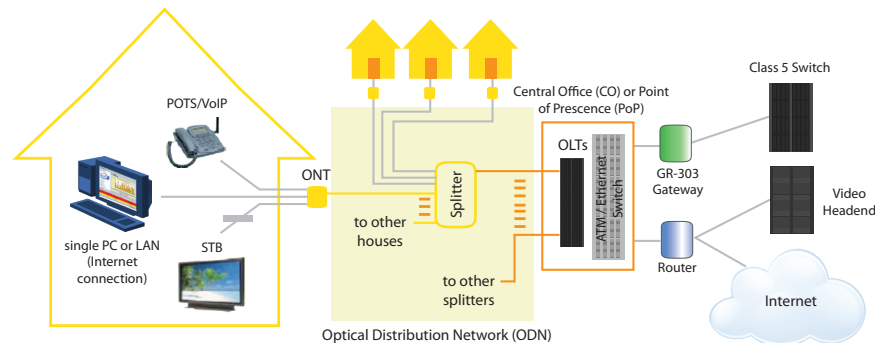 POTS/VoIP
single PC or LAN
(Internet
connection)
STB
ONT
Splitter
to other
houses
to other
splitters
Optical Distribution Network (ODN)
Central Office (CO) or Point
of Prescence (PoP)
OLTs
ATM / Ethernet
Switch
GR-303
Gateway
Router
Class 5 Switch
Video
Headend
Internet